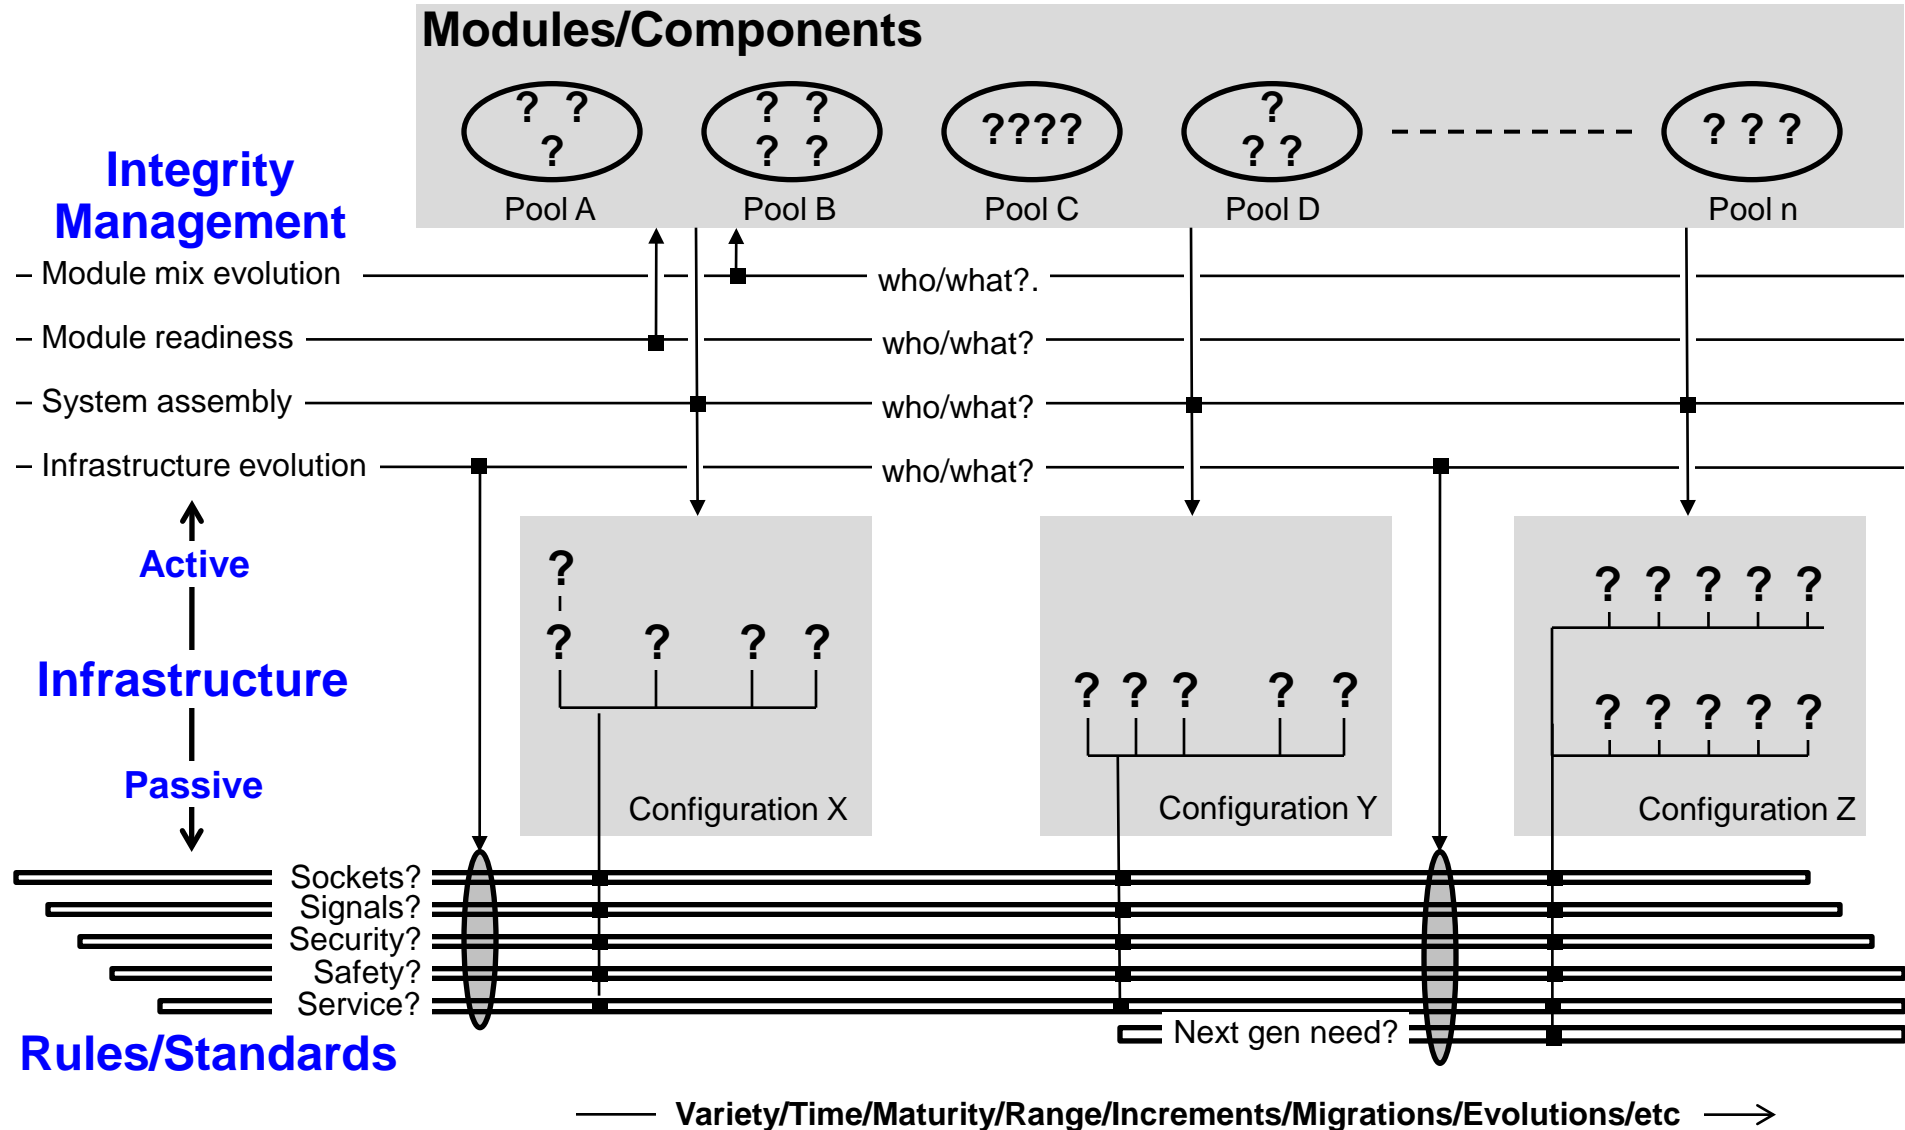 Modules/Components
? ?
?
? ?
? ?
????
?
? ?
? ? ?
Pool A
Pool B
Pool C
Pool D
Pool n
Integrity
Management
– Module mix evolution
who/what?.
– Module readiness
who/what?
– System assembly
who/what?
– Infrastructure evolution
who/what?
Active
Infrastructure
Passive
?
? ? ? ?
Configuration X
? ? ? ? ?
Configuration Y
? ? ? ? ?
? ? ? ? ?
Configuration Z
Sockets?
Signals?
Security?
Safety?
Service?
Next gen need?
Rules/Standards
Variety/Time/Maturity/Range/Increments/Migrations/Evolutions/etc